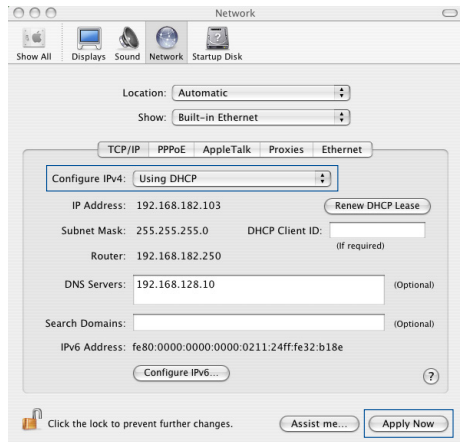 Network
Show All Displays Sound Network Startup Disk
Location: Automatic
Show: Built-in Ethernet
TCP/IP PPPoE AppleTalk Proxies Ethernet
Configure IPv4: Using DHCP
IP Address: 192.168.182.103 Renew DHCP Lease
Subnet Mask: 255.255.255.0 DHCP Client ID:
(If required)
Router: 192.168.182.250
DNS Servers: 192.168.128.10 (Optional)
Search Domains: (Optional)
IPv6 Address: fe80:0000:0000:0000:0211:24ff:fe32:b18e
Configure IPv6... ?
Click the lock to prevent further changes. Assist me... Apply Now